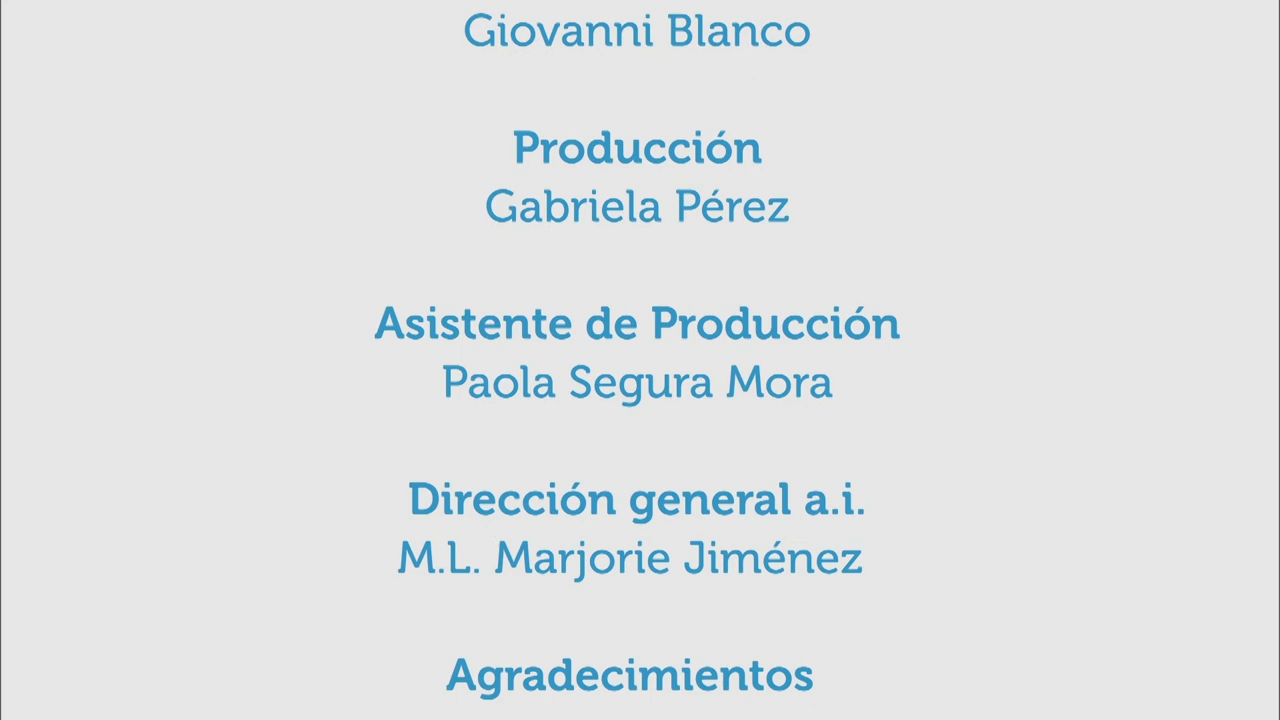 Giovanni Blanco
Producción
Gabriela Pérez
Asistente de Producción
Paola Segura Mora
Dirección general a.i.
M.L. Marjorie Jiménez
Agradecimientos